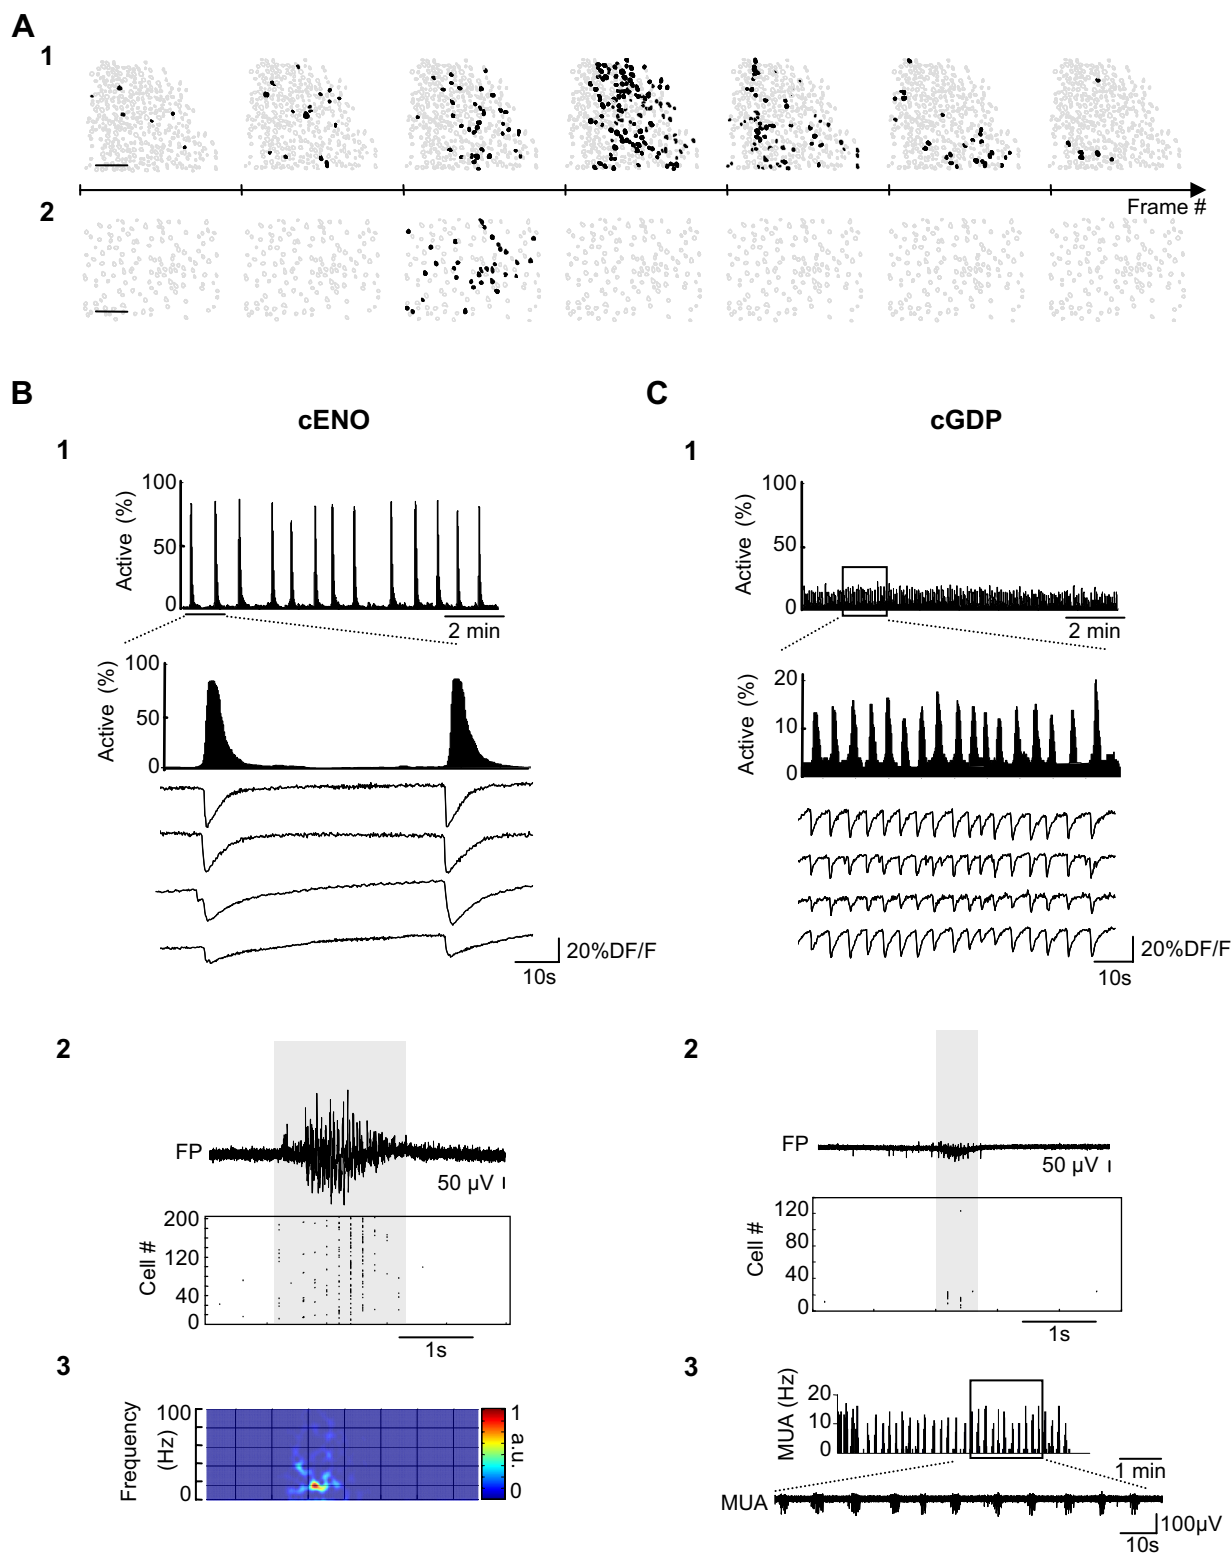 A
1
Frame #
2
B
cENO
1
Active (%)
100
50
0
2 min
Active (%)
100
50
0
20%DF/F
10s
2
FP
50 µV
Cell #
200
120
40
0
1s
3
Frequency
(Hz)
100
0
1
a.u.
0
C
cGDP
1
Active (%)
100
50
0
2 min
Active (%)
20
10
0
20%DF/F
10s
2
FP
50 µV
Cell #
120
80
40
0
1s
3
MUA (Hz)
20
10
0
1 min
MUA
100µV
10s